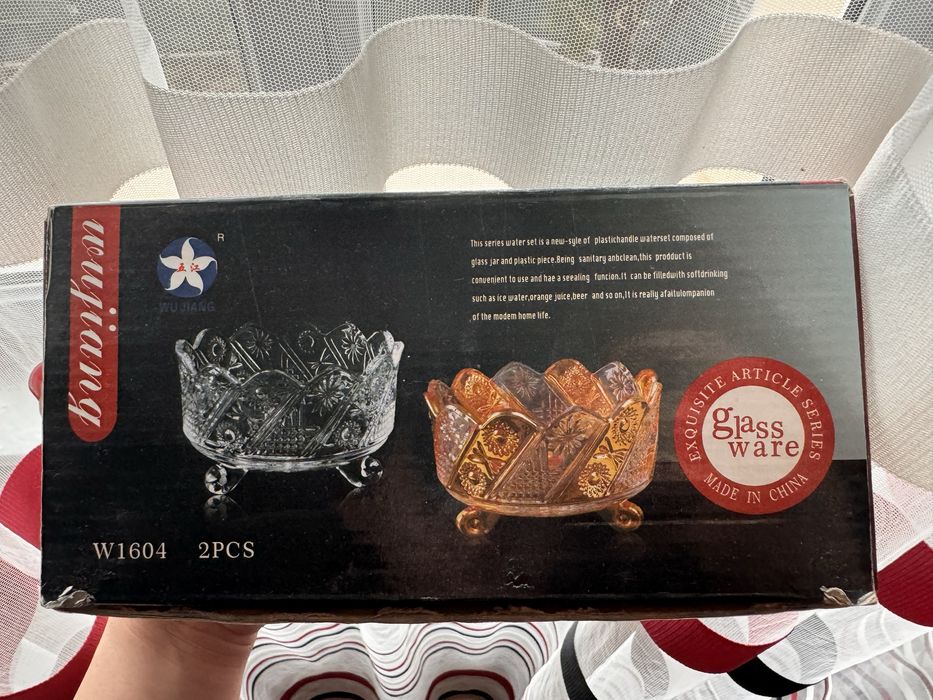 wujiang
R
五江
WUJIANG
This series water set is a new-syle of plastichandle waterset composed of
glass jar and plastic piece.Being sanitary anbclean,this prodduct is
convenient to use and hae a seealing funcion.It can be filledwith softdrinking
such as ice water,orange juice,beer and so on,It is really afaitulompanion
of the modem home life.
EXQUISITE ARTICLE SERIES
glass
ware
MADE IN CHINA
W1604 2PCS